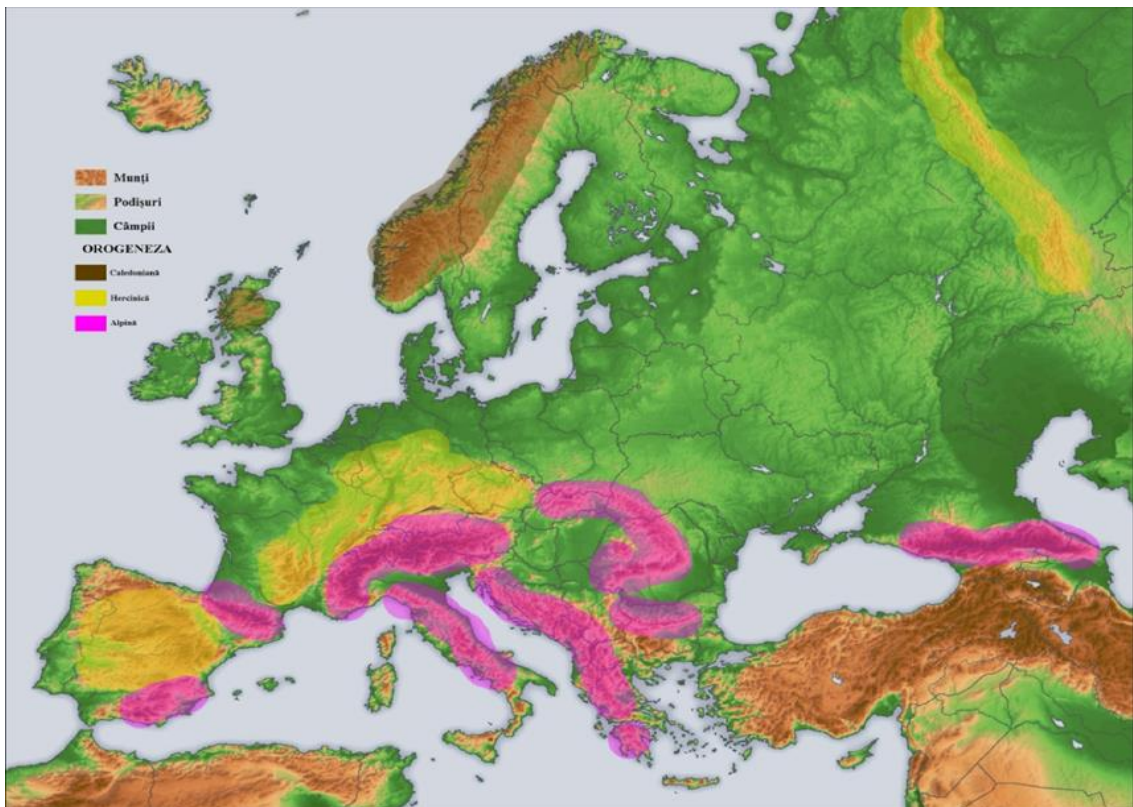 Munți
Podișuri
Câmpii
OROGENEZA
Caledoniană
Hercinică
Alpină